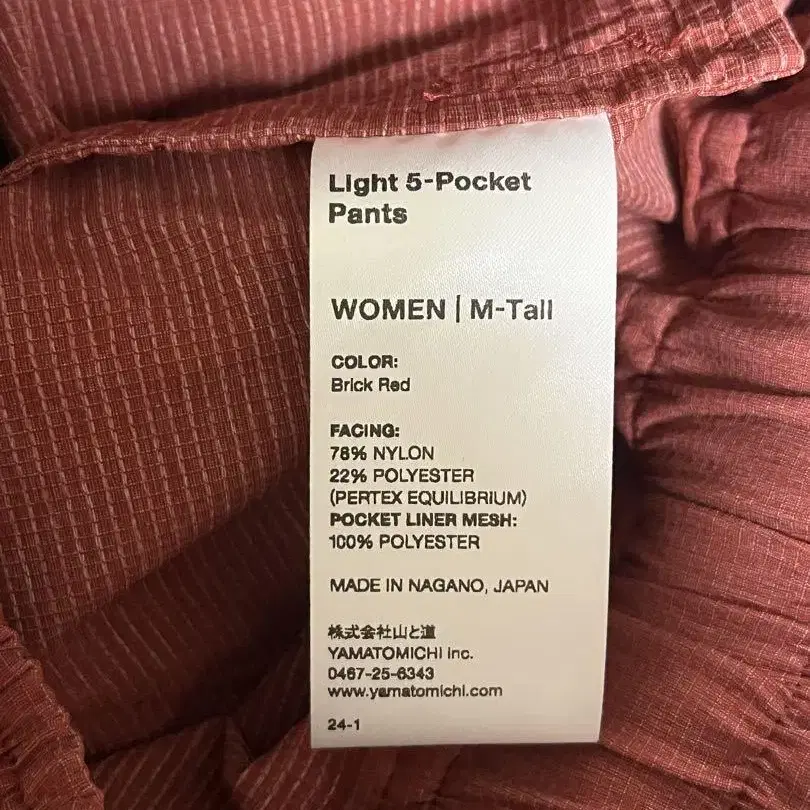 Light 5-Pocket
Pants
WOMEN | M-Tall
COLOR:
Brick Red
FACING:
78% NYLON
22% POLYESTER
(PERTEX EQUILIBRIUM)
POCKET LINER MESH:
100% POLYESTER
MADE IN NAGANO, JAPAN
株式会社山と道
YAMATOMICHI Inc.
0467-25-6343
www.yamatomichi.com
24-1